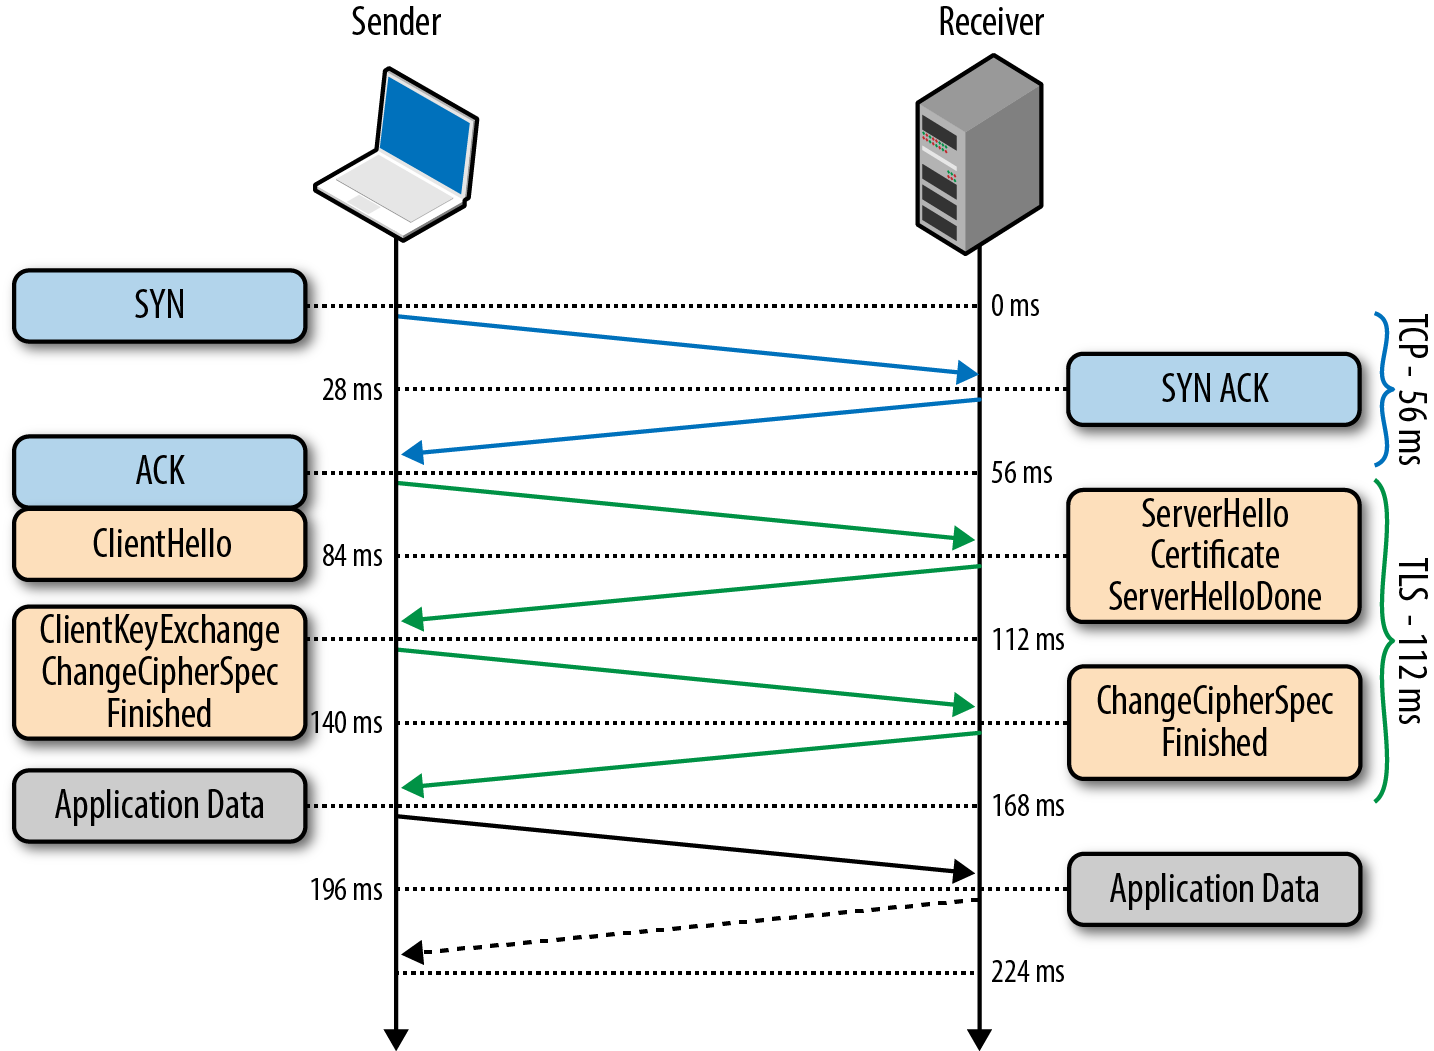 Sender
Receiver
SYN
0 ms
28 ms
SYN ACK
TCP - 56 ms
ACK
56 ms
ClientHello
84 ms
ServerHello
Certificate
ServerHelloDone
ClientKeyExchange
ChangeCipherSpec
Finished
112 ms
TLS - 112 ms
140 ms
ChangeCipherSpec
Finished
Application Data
168 ms
196 ms
Application Data
224 ms